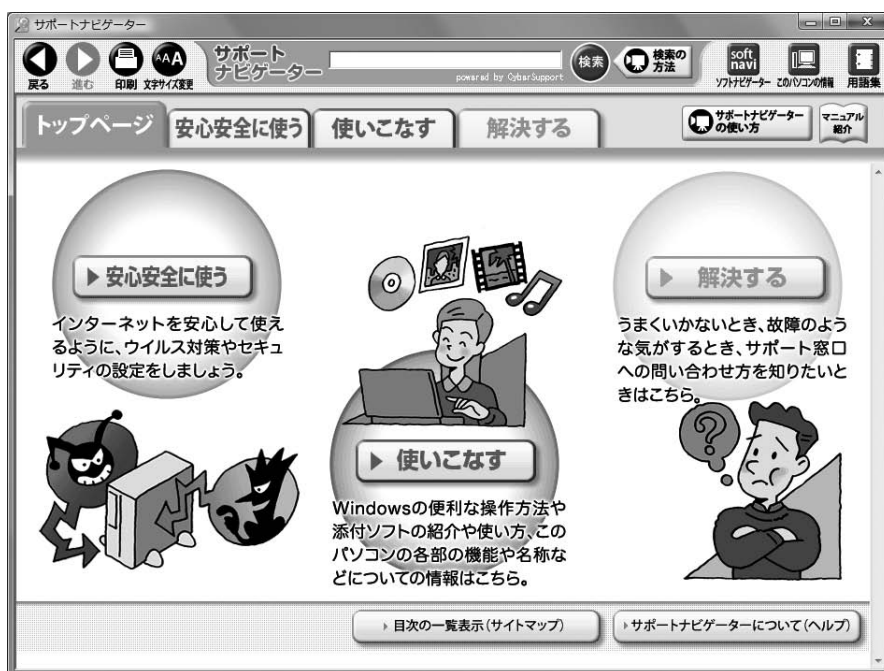 サポートナビゲーター
戻る
進む
印刷
AAA
文字サイズ変更
サポート
ナビゲーター
powered by CyberSupport
検索
検索の
方法
soft
navi
ソフトナビゲーター
このパソコンの情報
用語集
トップページ
安心安全に使う
使いこなす
解決する
サポートナビゲーター
の使い方
マニュアル
紹介
安心安全に使う
インターネットを安心して使え
るように、ウイルス対策やセキュ
リティの設定をしましょう。
使いこなす
Windowsの便利な操作方法や
添付ソフトの紹介や使い方、この
パソコンの各部の機能や名称な
どについての情報はこちら。
解決する
うまくいかないとき、故障のよう
な気がするとき、サポート窓口
への問い合わせ方を知りたいと
きはこちら。
?
目次の一覧表示(サイトマップ)
サポートナビゲーターについて(ヘルプ)